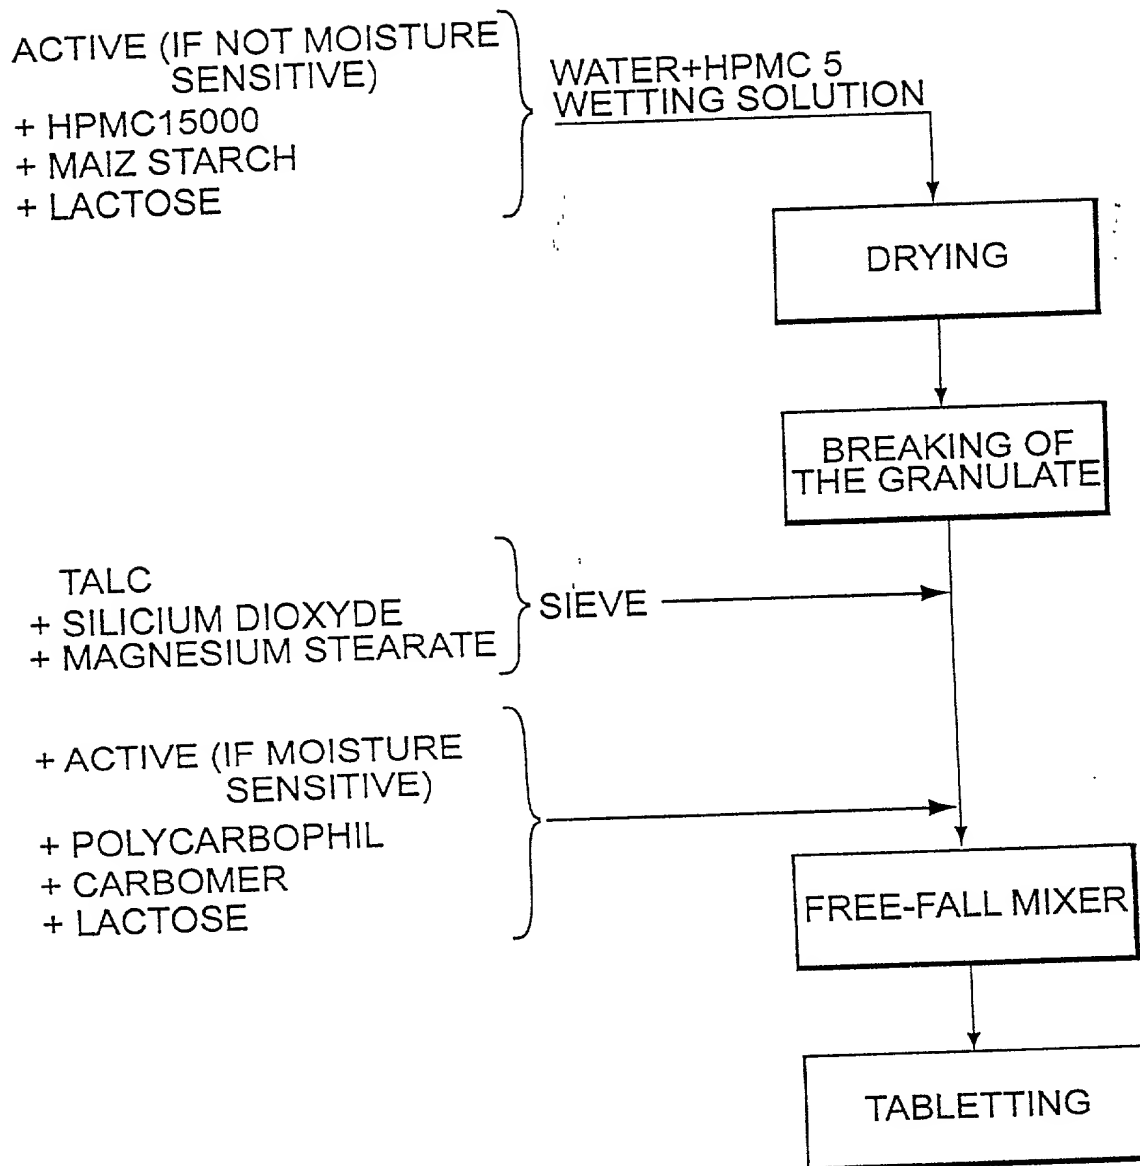 ACTIVE (IF NOT MOISTURE
SENSITIVE)
+ HPMC15000
+ MAIZ STARCH
+ LACTOSE
WATER+HPMC 5
WETTING SOLUTION
DRYING
BREAKING OF
THE GRANULATE
TALC
+ SILICIUM DIOXYDE
+ MAGNESIUM STEARATE
SIEVE
+ ACTIVE (IF MOISTURE
SENSITIVE)
+ POLYCARBOPHIL
+ CARBOMER
+ LACTOSE
FREE-FALL MIXER
TABLETTING